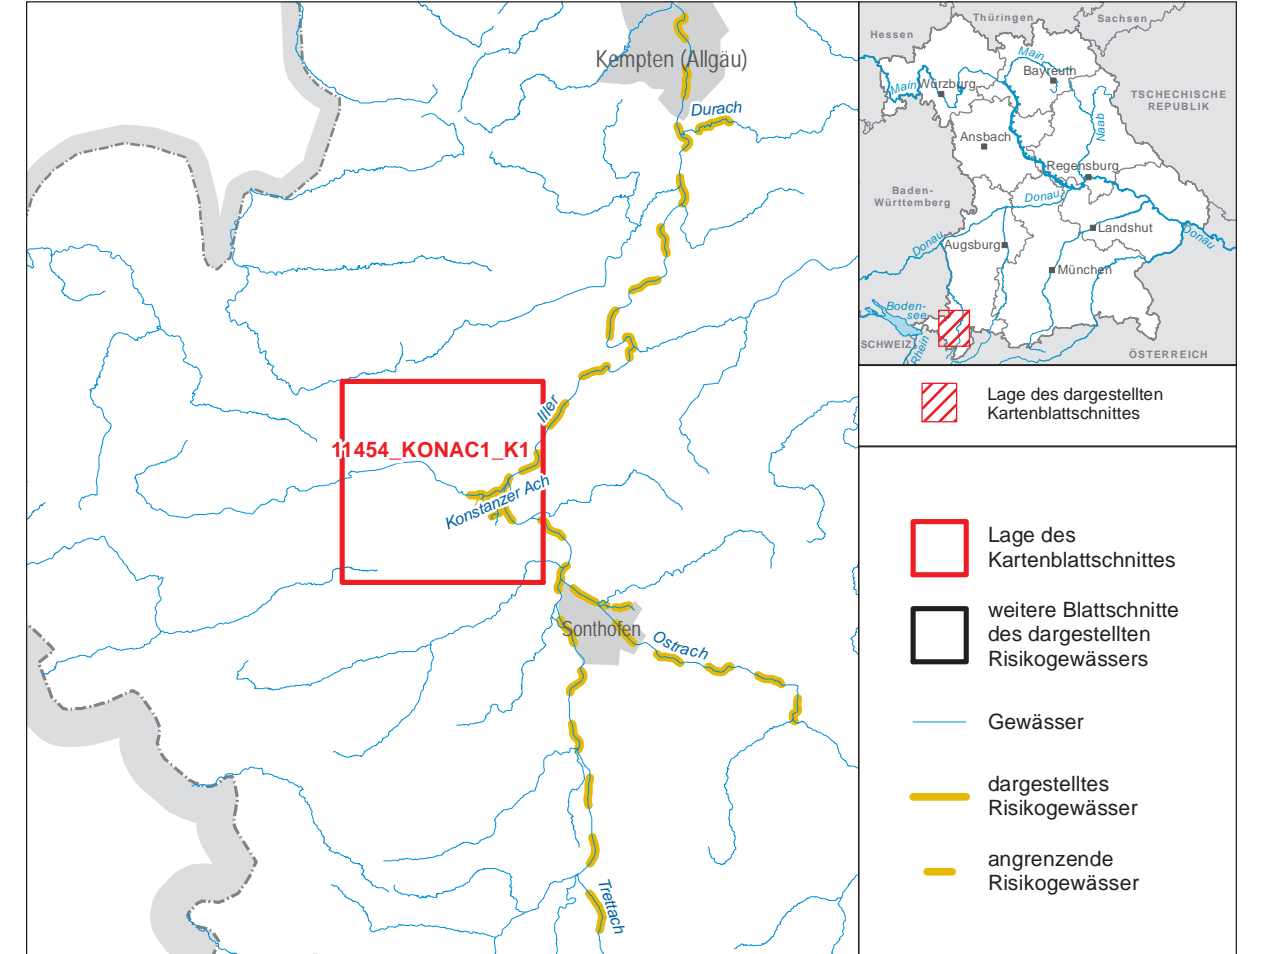 Kempten (Allgäu)
Durach
Iller
11454_KONAC1_K1
Konstanzer Ach
Sonthofen
Ostrach
Trettach
Thüringen
Sachsen
Hessen
Main
Bayreuth
Main
Würzburg
TSCHECHISCHE
REPUBLIK
Naab
Ansbach
Regensburg
Baden-
Württemberg
Donau
Landshut
Donau
Donau
Augsburg
München
Boden-
see
SCHWEIZ
Rhein
ÖSTERREICH
Lage des dargestellten
Kartenblattschnittes
Lage des
Kartenblattschnittes
weitere Blattschnitte
des dargestellten
Risikogewässers
Gewässer
dargestelltes
Risikogewässer
angrenzende
Risikogewässer